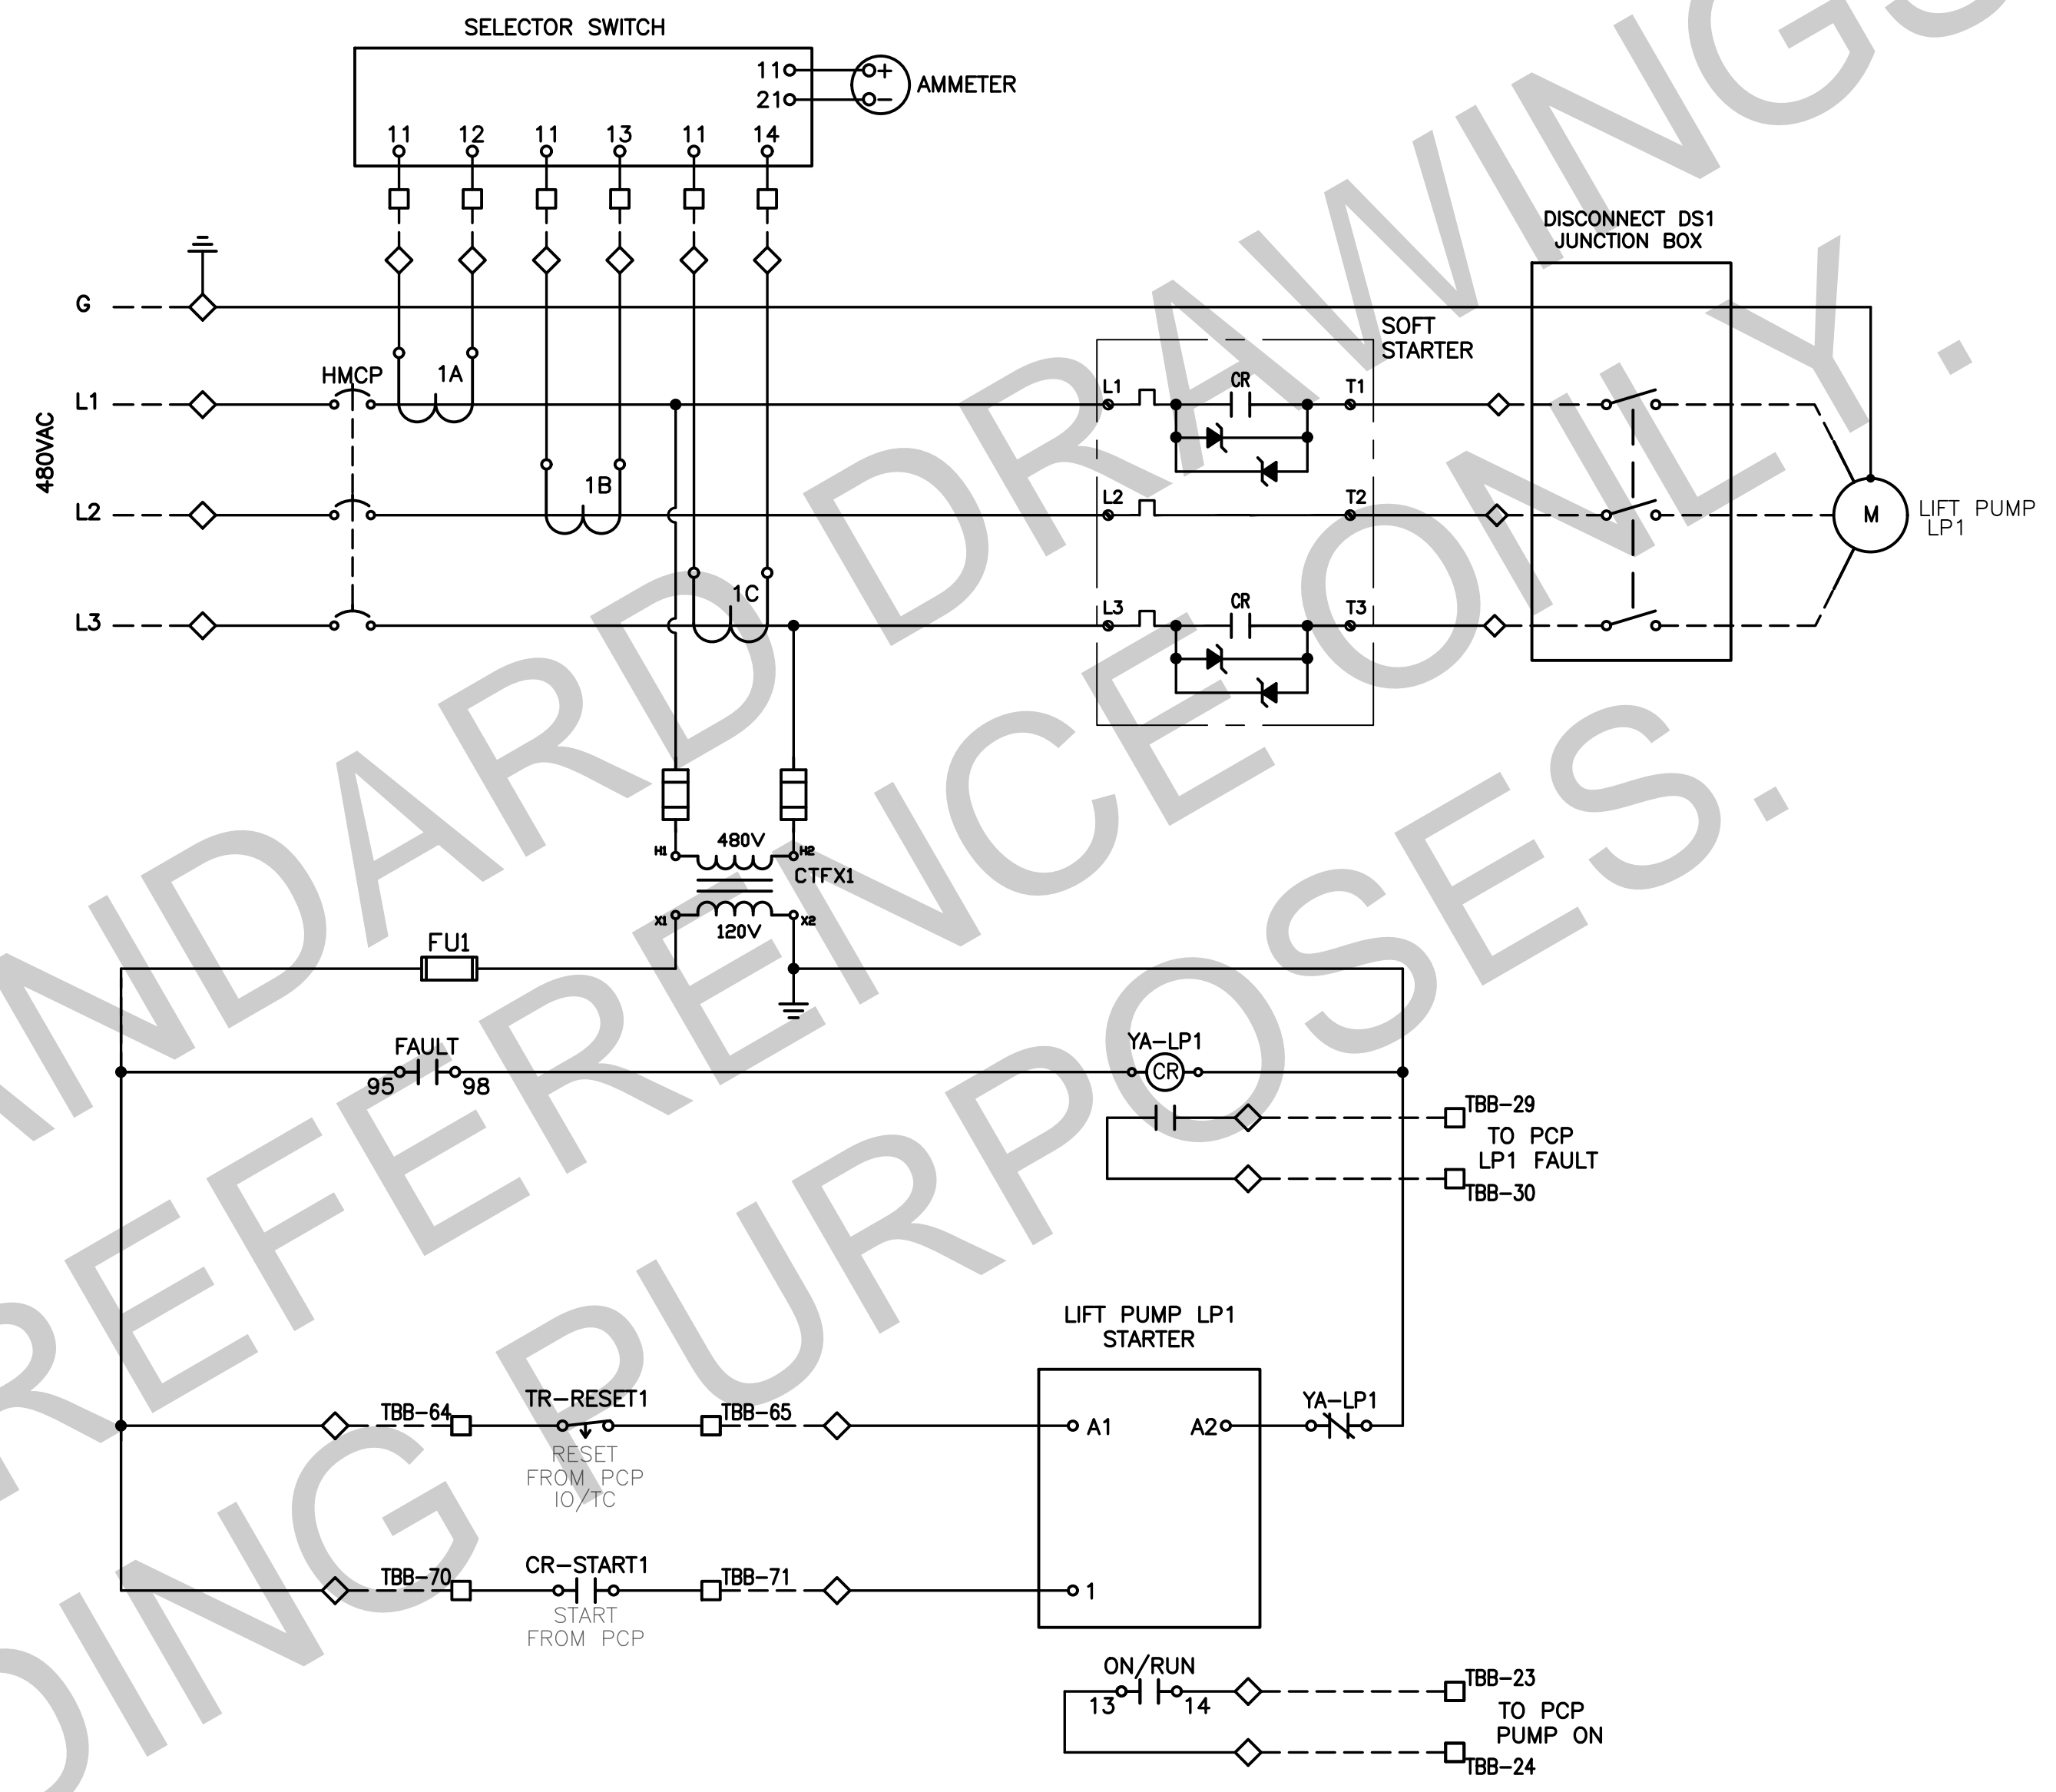 SELECTOR SWITCH
11
21
+
−
AMMETER
11 12 11 13 11 14
DISCONNECT DS1
JUNCTION BOX
G
SOFT
STARTER
480VAC
HMCP
1A
L1
L1
CR
T1
1B
L2
L2
T2
M
LIFT PUMP
LP1
1C
L3
L3
CR
T3
480V
H1
H2
CTFX1
X1
X2
120V
FU1
FAULT
95
98
YA-LP1
CR
TBB-29
TO PCP
LP1 FAULT
TBB-30
LIFT PUMP LP1
STARTER
TBB-64
TR-RESET1
TBB-65
RESET
FROM PCP
IO/TC
A1
A2
YA-LP1
TBB-70
CR-START1
TBB-71
START
FROM PCP
1
ON/RUN
13
14
TBB-23
TO PCP
PUMP ON
TBB-24
NDARD DRAWINGS
REFERENCE ONLY.
DING PURPOSES.